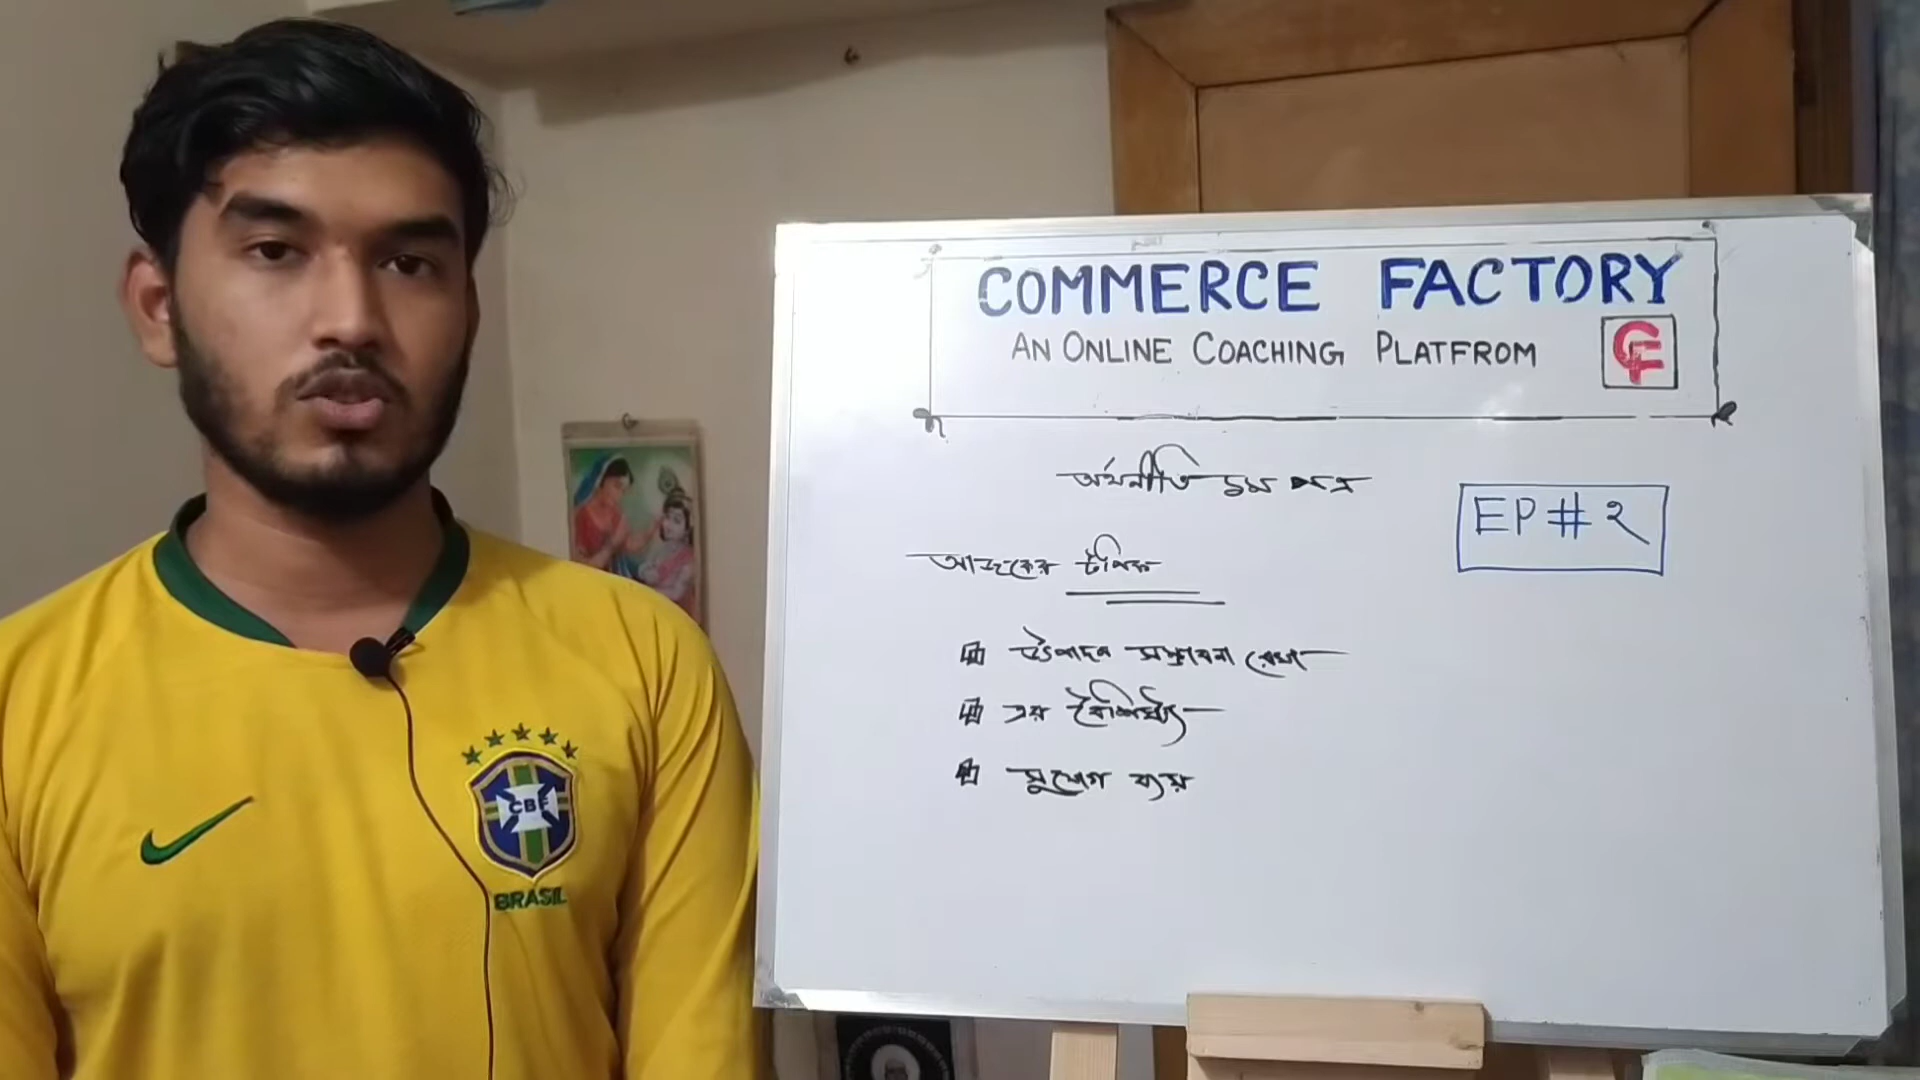 COMMERCE FACTORY
AN ONLINE COACHING PLATFROM
CF
অর্থনীতি ১ম পত্র
EP # ২
আজকের টপিক
উৎপাদন সম্ভাবনা রেখা
এর বৈশিষ্ট্য
সুযোগ ব্যয়
CBF
BRASIL